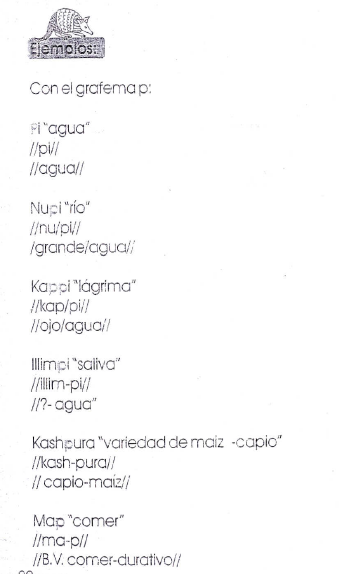 Ejemplos:
Con el grafema p:
Pi "agua"
//pi//
//agua//
Nupi "río"
//nu/pi//
/grande/agua//
Kappi "lágrima"
//kap/pi//
//ojo/agua//
Illimpi "saliva"
//illim-pi//
//?- agua"
Kashpura "variedad de maíz -capio"
//kash-pura//
// capio-maíz//
Map "comer"
//ma-p//
//B.V. comer-durativo//